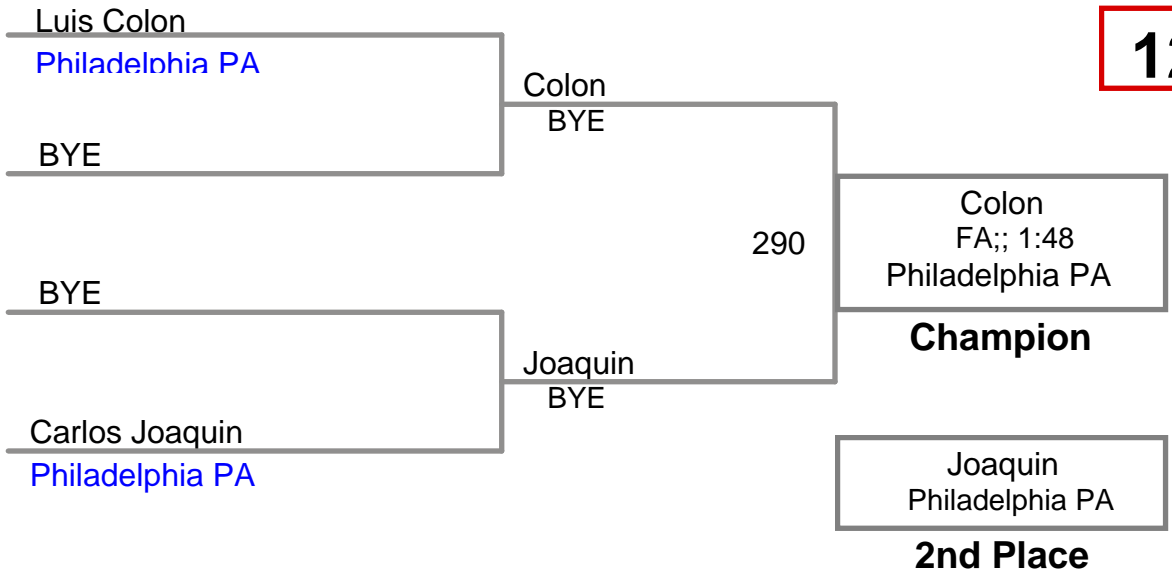 Luis Colon
Philadelphia PA
Colon
BYE
BYE
290
Colon
FA;; 1:48
Philadelphia PA
Champion
BYE
Joaquin
BYE
Carlos Joaquin
Philadelphia PA
Joaquin
Philadelphia PA
2nd Place